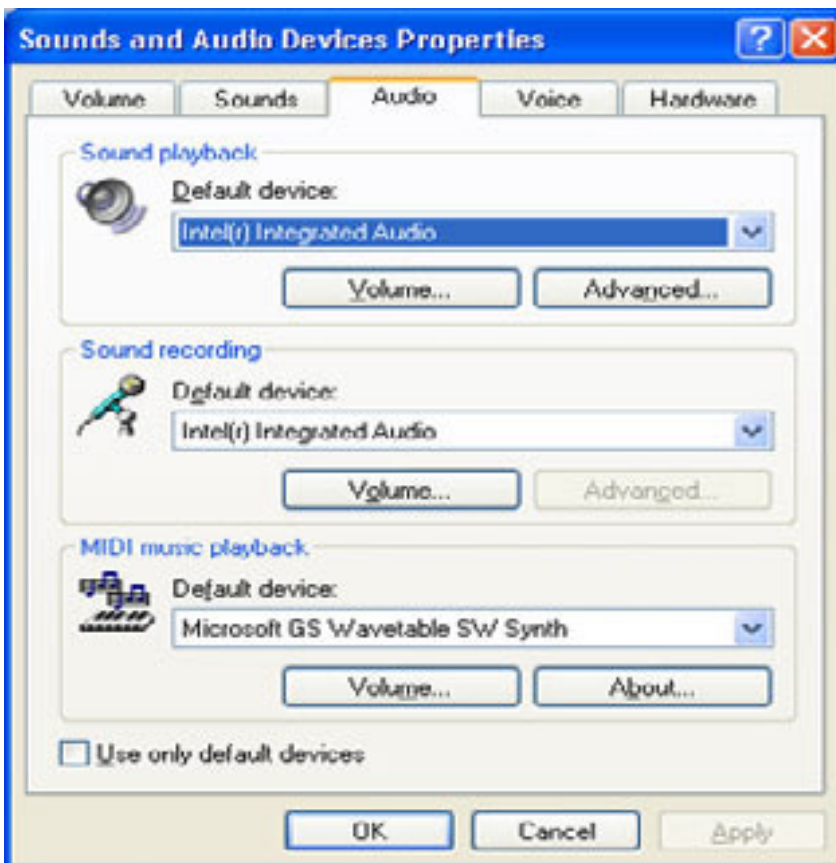 Sounds and Audio Devices Properties
Volume Sounds Audio Voice Hardware
Sound playback
Default device:
Intel(r) Integrated Audio
Volume... Advanced...
Sound recording
Default device:
Intel(r) Integrated Audio
Volume... Advanced...
MIDI music playback
Default device:
Microsoft GS Wavetable SW Synth
Volume... About...
Use only default devices
OK Cancel Apply